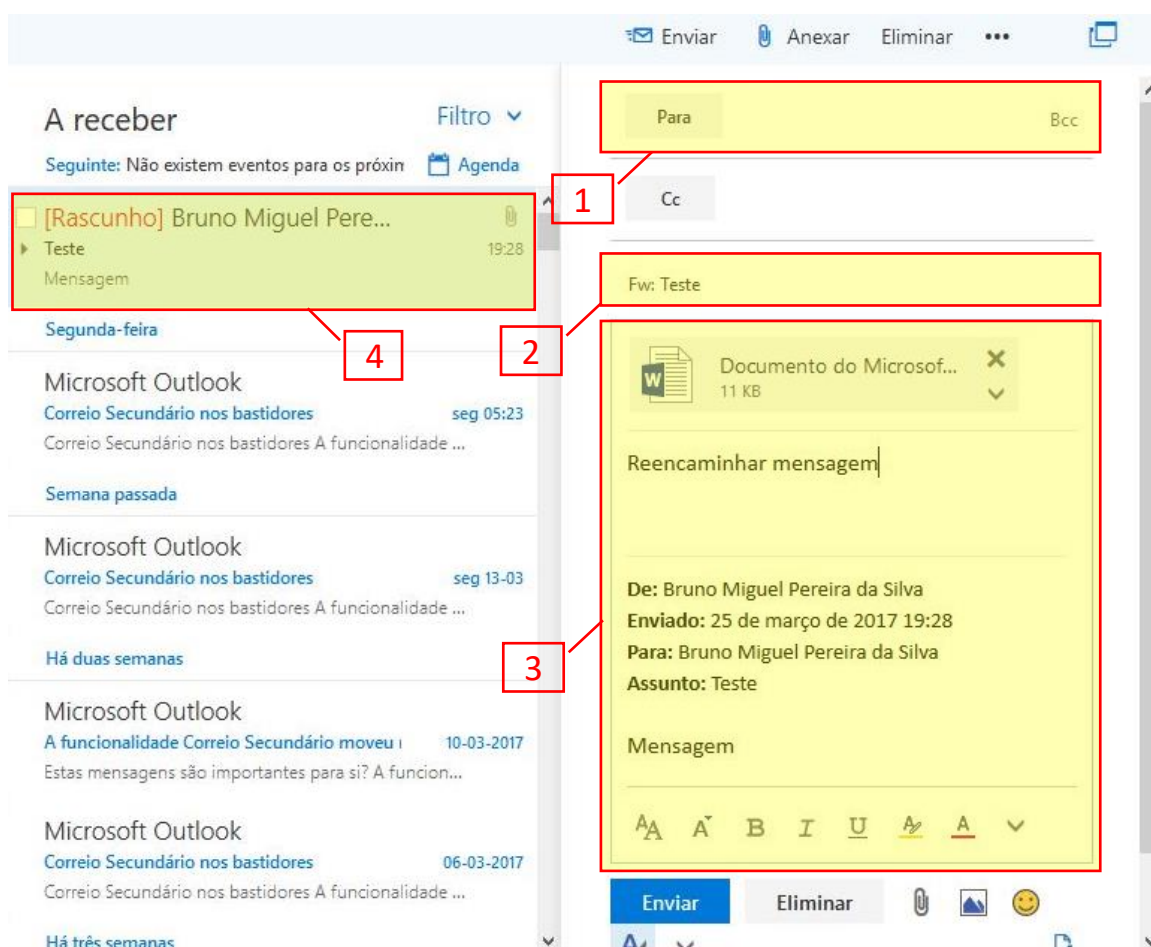 Enviar Anexar Eliminar •••
A receber Filtro
Seguinte: Não existem eventos para os próxin Agenda
[Rascunho] Bruno Miguel Pere...
Teste 19:28
Mensagem
4
Segunda-feira
Microsoft Outlook
Correio Secundário nos bastidores seg 05:23
Correio Secundário nos bastidores A funcionalidade ...
Semana passada
Microsoft Outlook
Correio Secundário nos bastidores seg 13-03
Correio Secundário nos bastidores A funcionalidade ...
Há duas semanas
Microsoft Outlook
A funcionalidade Correio Secundário moveu 10-03-2017
Estas mensagens são importantes para si? A funcion...
Microsoft Outlook
Correio Secundário nos bastidores 06-03-2017
Correio Secundário nos bastidores A funcionalidade ...
Há três semanas
Para Bcc
1
Cc
Fw: Teste
2
W
Documento do Microsof...
11 KB
Reencaminhar mensagem
De: Bruno Miguel Pereira da Silva
Enviado: 25 de março de 2017 19:28
Para: Bruno Miguel Pereira da Silva
3
Assunto: Teste
Mensagem
AA A B I U A A
Enviar Eliminar